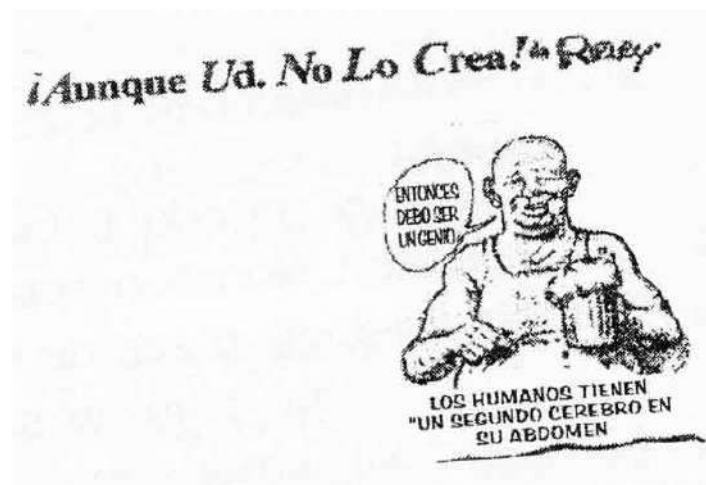 ¡Aunque Ud. No Lo Crea! de Ripley
ENTONCES
DEBO SER
UN GENIO
LOS HUMANOS TIENEN
"UN SEGUNDO CEREBRO EN
SU ABDOMEN